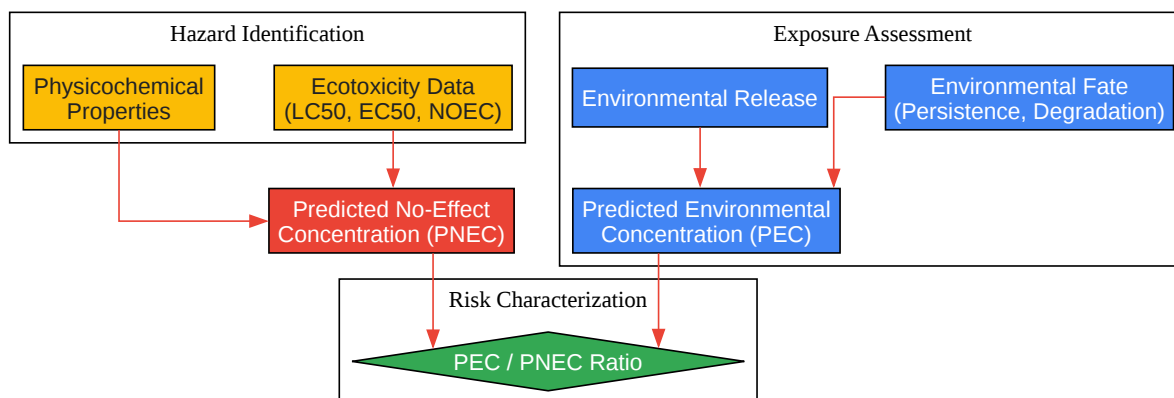 Hazard Identification
Physicochemical
Properties
Ecotoxicity Data
(LC50, EC50, NOEC)
Exposure Assessment
Environmental Release
Environmental Fate
(Persistence, Degradation)
Predicted No-Effect
Concentration (PNEC)
Predicted Environmental
Concentration (PEC)
Risk Characterization
PEC / PNEC Ratio